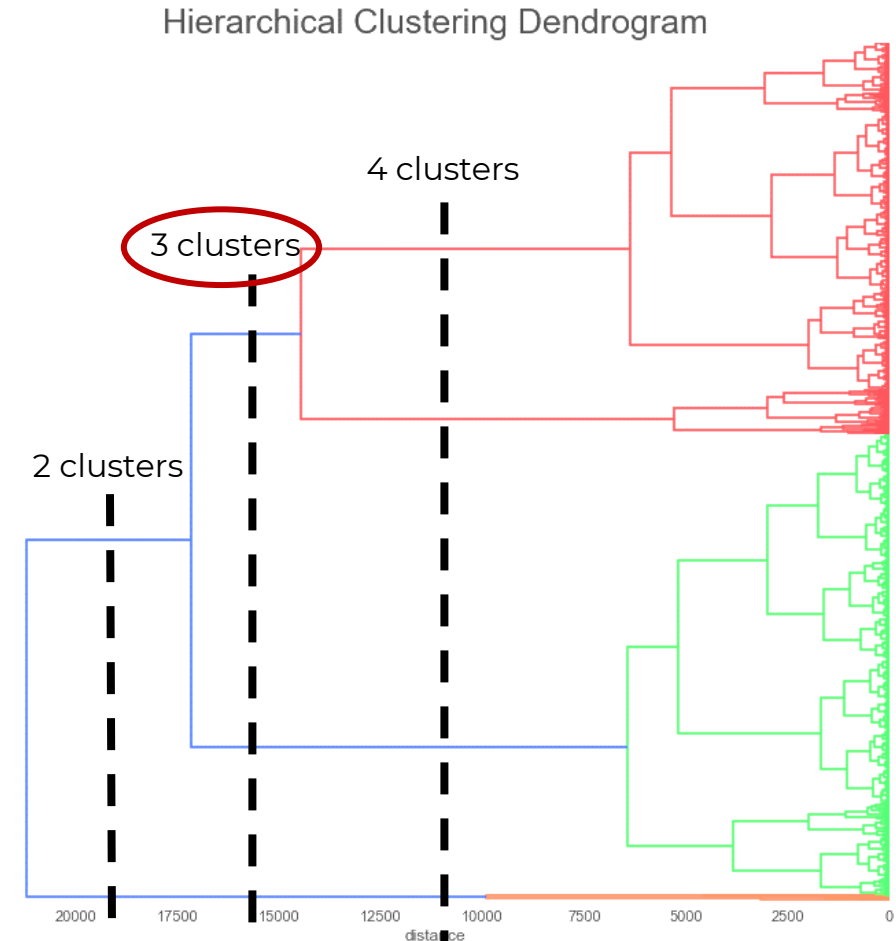 Hierarchical Clustering Dendrogram
4 clusters
3 clusters
2 clusters
20000 17500 15000 12500 10000 7500 5000 2500 0
distance